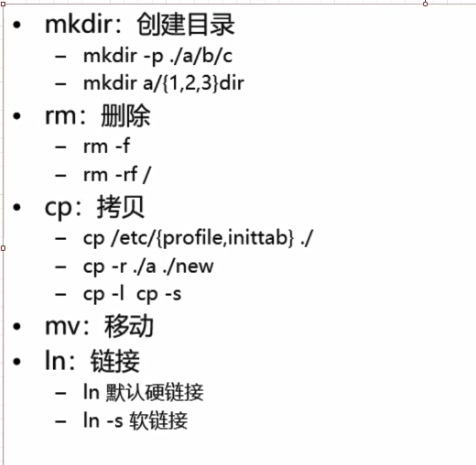 • mkdir：创建目录
– mkdir -p ./a/b/c
– mkdir a/{1,2,3}dir
• rm：删除
– rm -f
– rm -rf /
• cp：拷贝
– cp /etc/{profile,inittab} ./
– cp -r ./a ./new
– cp -l  cp -s
• mv：移动
• ln：链接
– ln 默认硬链接
– ln -s 软链接